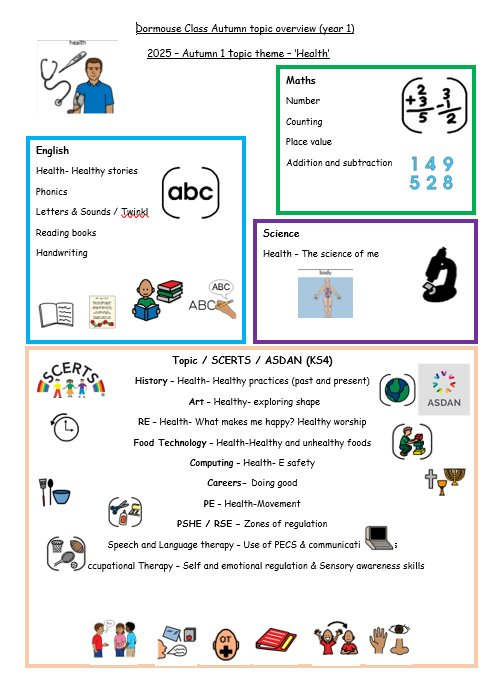 Dormouse Class Autumn topic overview (year 1)
health
2025 – Autumn 1 topic theme – 'Health'
Maths
Number
Counting
Place value
Addition and subtraction
2
+ 3
5
3
- 1
2
1 4 9
5 2 8
English
Health- Healthy stories
Phonics
Letters & Sounds / Twinkl
Reading books
Handwriting
abc
ABC
ABC
Science
Health – The science of me
body
Topic / SCERTS / ASDAN (KS4)
SCERTS
ASDAN
History – Health- Healthy practices (past and present)
Art – Healthy- exploring shape
RE – Health- What makes me happy? Healthy worship
Food Technology – Health-Healthy and unhealthy foods
Computing – Health- E safety
Careers– Doing good
PE – Health-Movement
PSHE / RSE – Zones of regulation
Speech and Language therapy – Use of PECS & communicati s
ccupational Therapy – Self and emotional regulation & Sensory awareness skills
OT